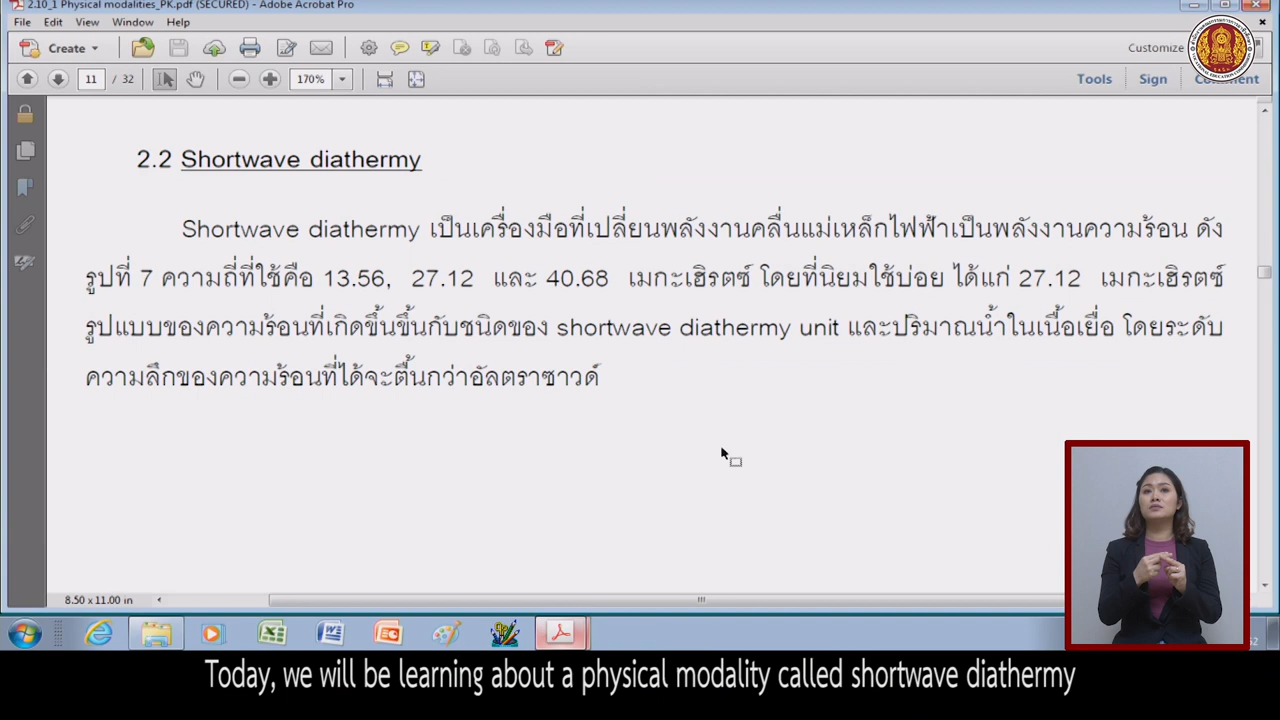 2.10_1 Physical modalities_PK.pdf (SECURED) - Adobe Acrobat Pro
File Edit View Window Help
Create Customize
11 / 32 170% Tools Sign Comment
2.2 Shortwave diathermy
Shortwave diathermy เป็นเครื่องมือที่เปลี่ยนพลังงานคลื่นแม่เหล็กไฟฟ้าเป็นพลังงานความร้อน ดัง
รูปที่ 7 ความถี่ที่ใช้คือ 13.56, 27.12 และ 40.68 เมกะเฮิรตซ์ โดยที่นิยมใช้บ่อย ได้แก่ 27.12 เมกะเฮิรตซ์
รูปแบบของความร้อนที่เกิดขึ้นขึ้นกับชนิดของ shortwave diathermy unit และปริมาณน้ำในเนื้อเยื่อ โดยระดับ
ความลึกของความร้อนที่ได้จะตื้นกว่าอัลตราซาวด์
8.50 x 11.00 in
Today, we will be learning about a physical modality called shortwave diathermy